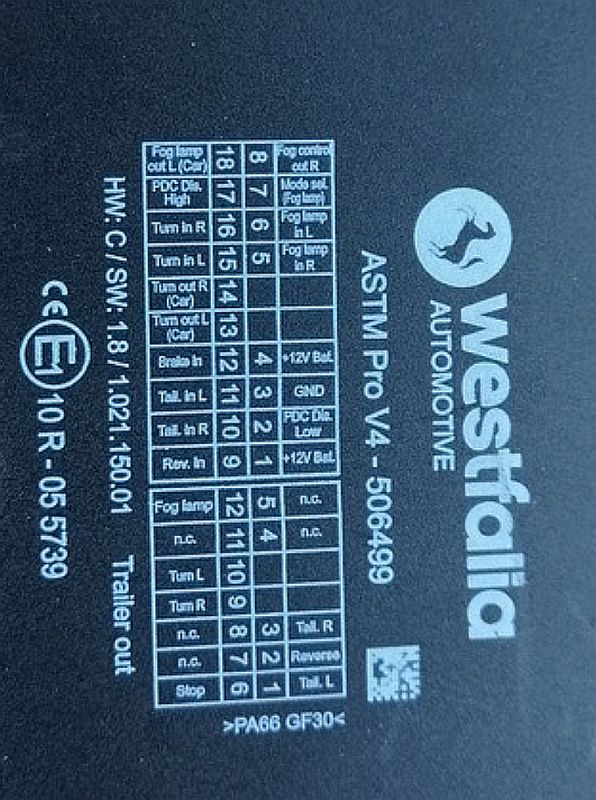 westfalia
AUTOMOTIVE
ASTM Pro V4 - 506499
Fog control out R
Mode sel. (Fog lamp)
Fog lamp in L
Fog lamp in R
+12V Bat.
GND
PDC Dis. Low
+12V Bat.
n.c.
n.c.
Tail. R
Reverse
Tail. L
8 7 6 5 4 3 2 1 5 4 3 2 1
18 17 16 15 14 13 12 11 10 9 12 11 10 9 8 7 6
Fog lamp out L (Car)
PDC Dis. High
Turn in R
Turn in L
Turn out R (Car)
Turn out L (Car)
Brake in
Tail. in L
Tail. in R
Rev. in
Fog lamp
n.c.
Turn L
Turn R
n.c.
n.c.
Stop
>PA66 GF30<
HW: C / SW: 1.8 / 1.021.150.01 Trailer out
CE E 10 R - 05 5739